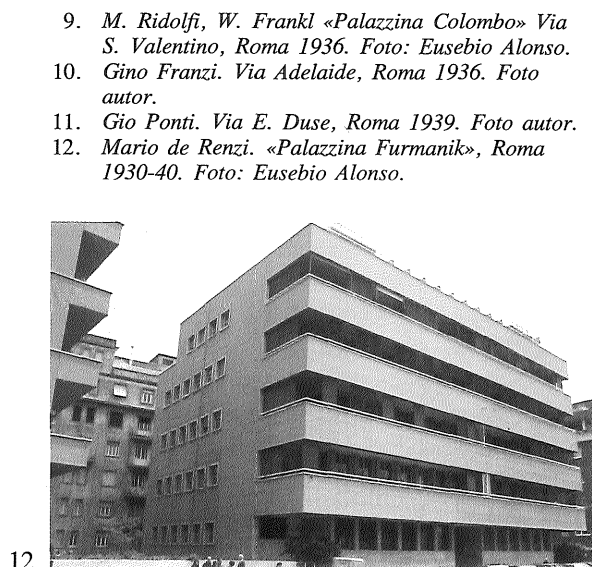 9. M. Ridolfi, W. Frankl «Palazzina Colombo» Via
S. Valentino, Roma 1936. Foto: Eusebio Alonso.
10. Gino Franzi. Via Adelaide, Roma 1936. Foto
autor.
11. Gio Ponti. Via E. Duse, Roma 1939. Foto autor.
12. Mario de Renzi. «Palazzina Furmanik», Roma
1930-40. Foto: Eusebio Alonso.
12